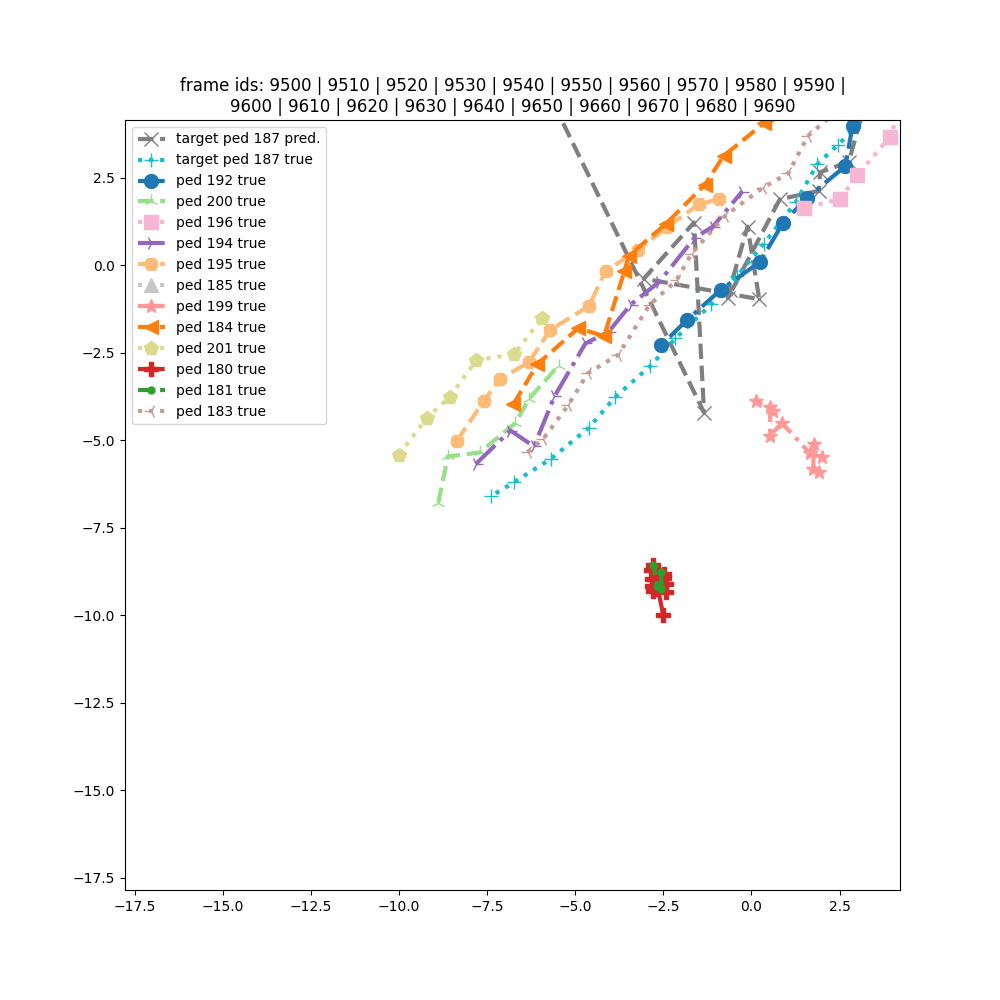 frame ids: 9500 | 9510 | 9520 | 9530 | 9540 | 9550 | 9560 | 9570 | 9580 | 9590 |
9600 | 9610 | 9620 | 9630 | 9640 | 9650 | 9660 | 9670 | 9680 | 9690
target ped 187 pred.
target ped 187 true
ped 192 true
ped 200 true
ped 196 true
ped 194 true
ped 195 true
ped 185 true
ped 199 true
ped 184 true
ped 201 true
ped 180 true
ped 181 true
ped 183 true
2.5
0.0
−2.5
−5.0
−7.5
−10.0
−12.5
−15.0
−17.5
−17.5 −15.0 −12.5 −10.0 −7.5 −5.0 −2.5 0.0 2.5